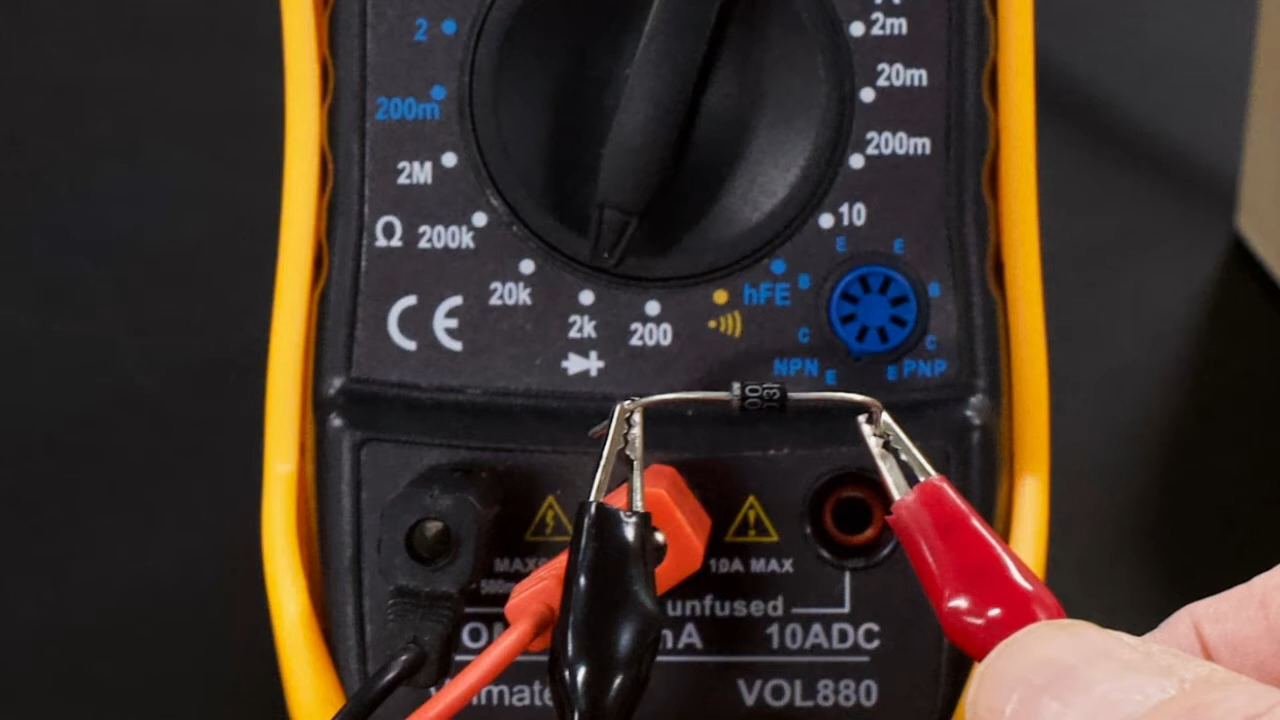 2
2m
20m
200m
200m
2M
10
Ω 200k
E E
B B
20k
hFE
CE
2k
200
C C
NPN E E PNP
10A MAX
unfused
10ADC
VOL880